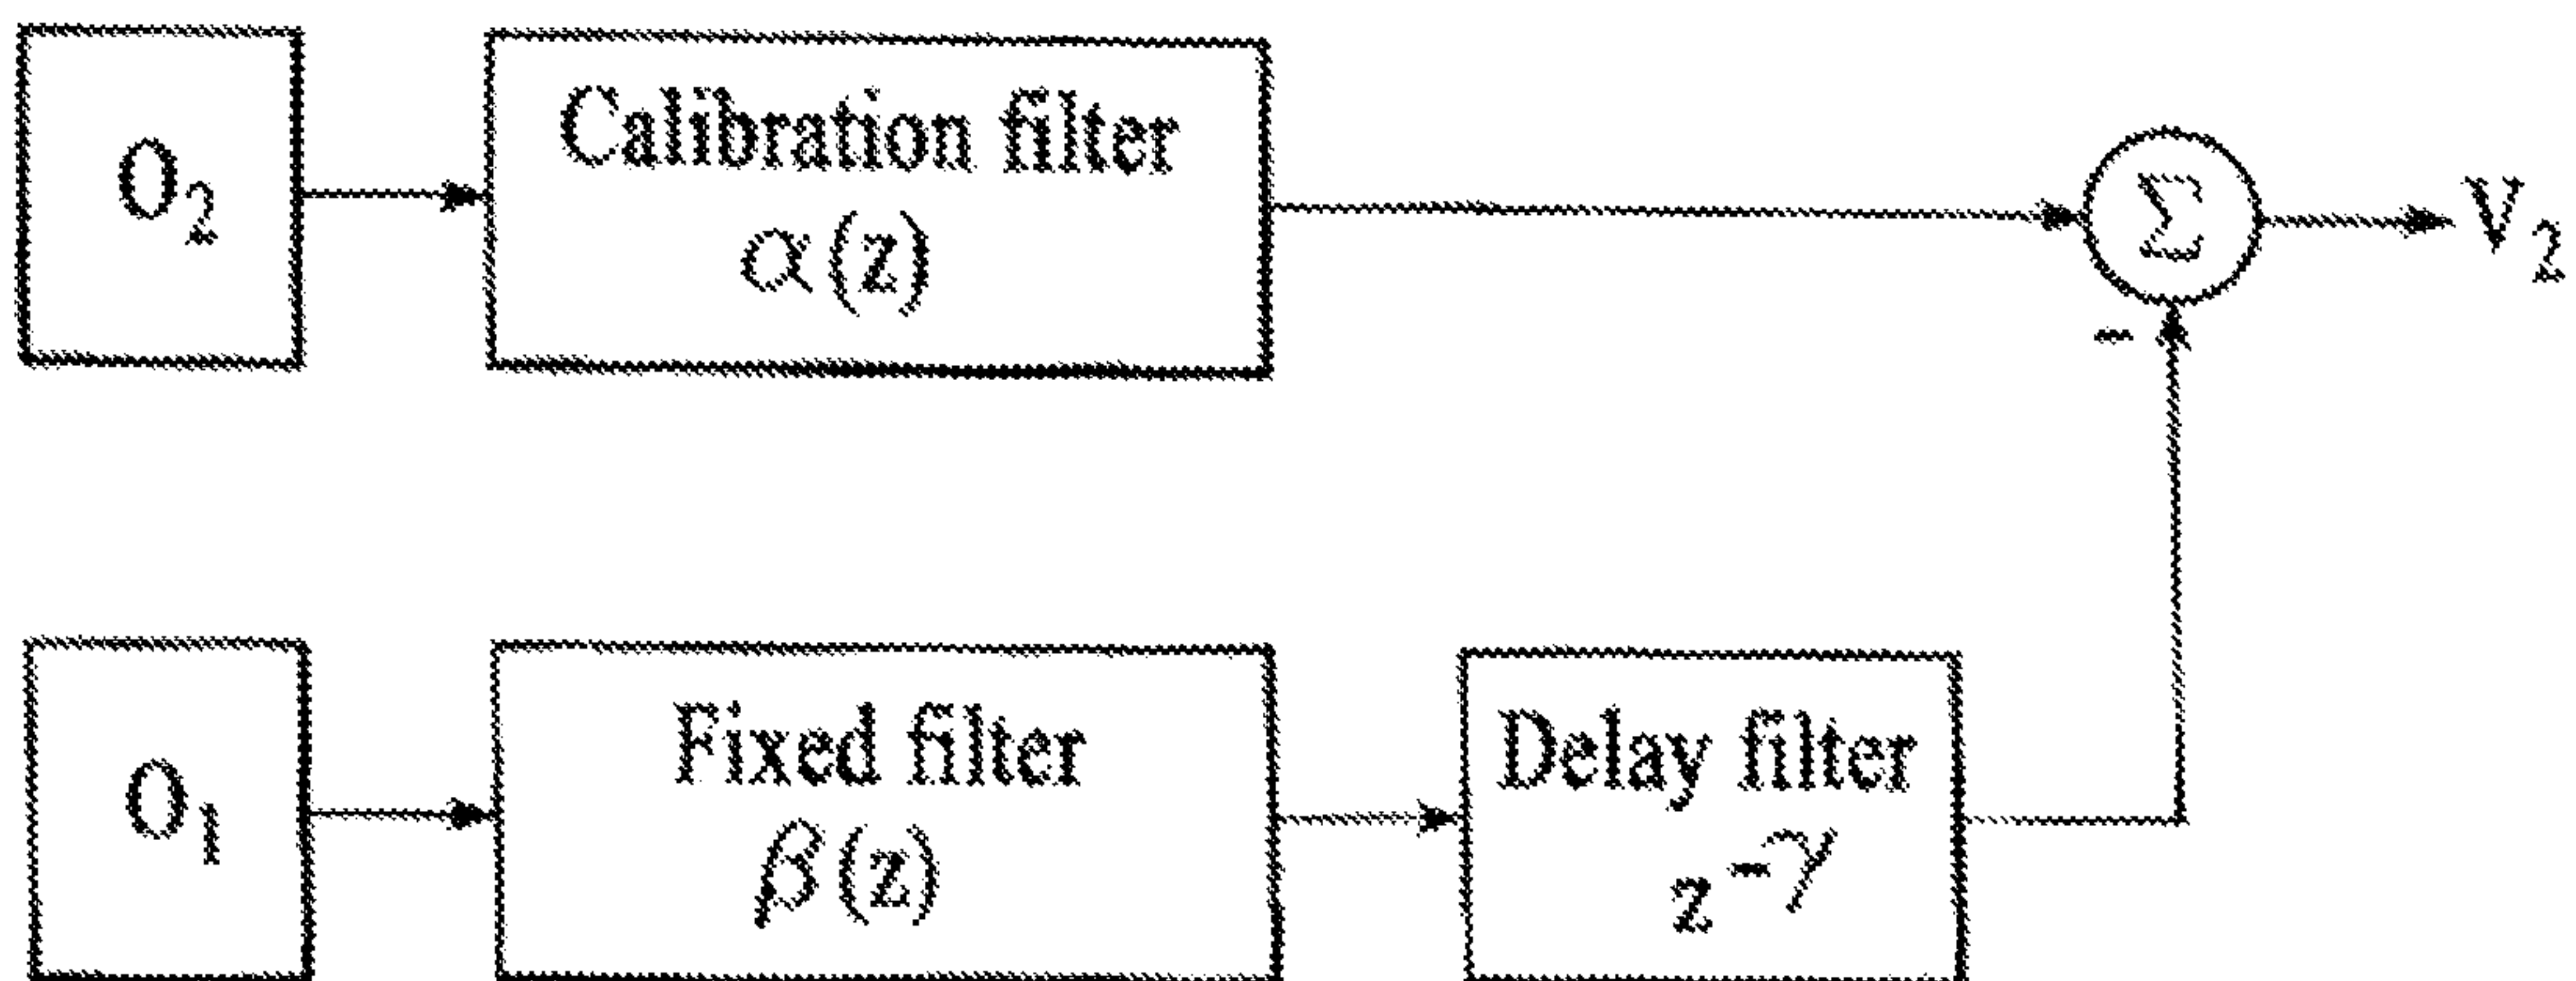 O₂
Calibration filter
α(z)
Σ
V₂
-
O₁
Fixed filter
β(z)
Delay filter
z⁻ᵞ